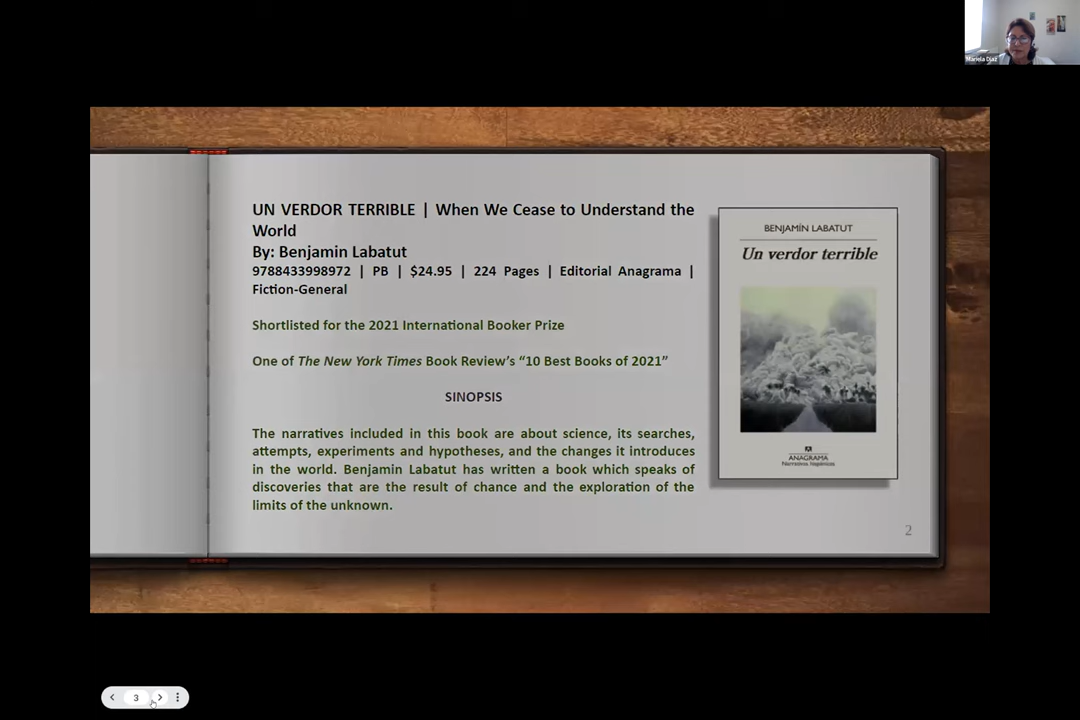 Mariela Diaz
UN VERDOR TERRIBLE | When We Cease to Understand the
World
By: Benjamin Labatut
9788433998972 | PB | $24.95 | 224 Pages | Editorial Anagrama |
Fiction-General
Shortlisted for the 2021 International Booker Prize
One of The New York Times Book Review’s “10 Best Books of 2021”
SINOPSIS
The narratives included in this book are about science, its searches,
attempts, experiments and hypotheses, and the changes it introduces
in the world. Benjamin Labatut has written a book which speaks of
discoveries that are the result of chance and the exploration of the
limits of the unknown.
BENJAMÍN LABATUT
Un verdor terrible
ANAGRAMA
Narrativas hispánicas
2
3